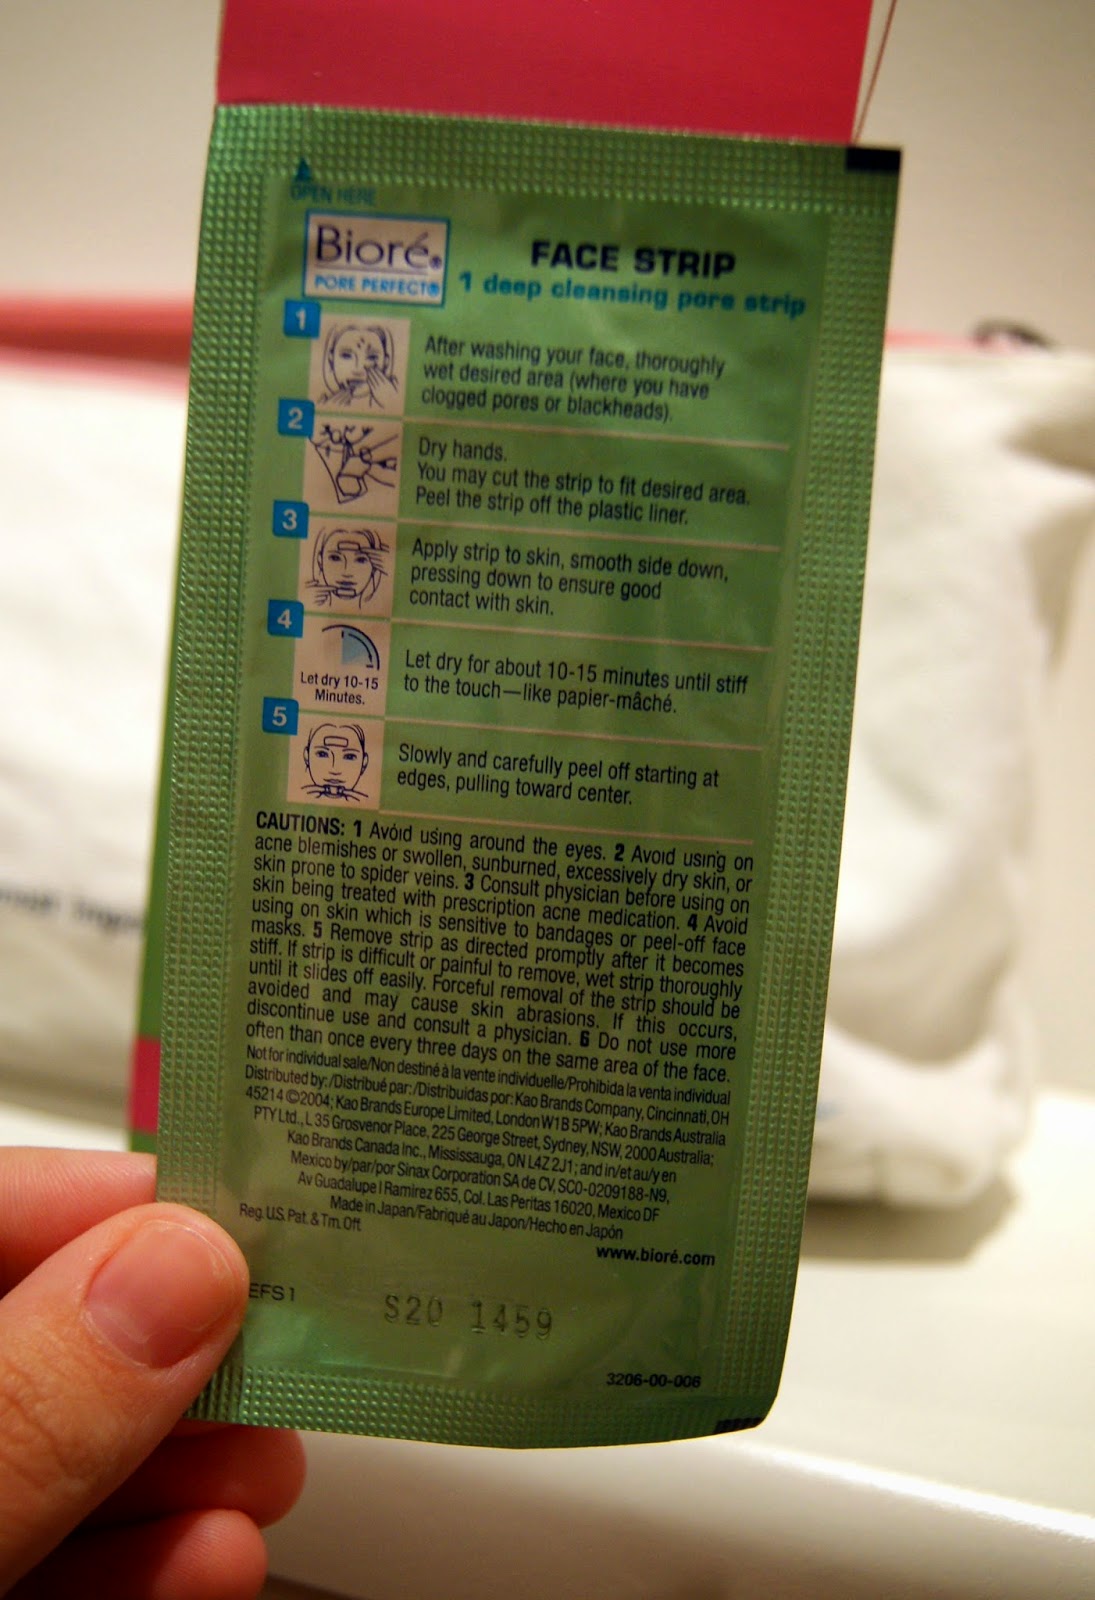 OPEN HERE
Bioré®
PORE PERFECT®
FACE STRIP
1 deep cleansing pore strip
1
After washing your face, thoroughly
wet desired area (where you have
clogged pores or blackheads).
2
Dry hands.
You may cut the strip to fit desired area.
Peel the strip off the plastic liner.
3
Apply strip to skin, smooth side down,
pressing down to ensure good
contact with skin.
4
Let dry 10-15
Minutes.
Let dry for about 10-15 minutes until stiff
to the touch—like papier-mâché.
5
Slowly and carefully peel off starting at
edges, pulling toward center.
CAUTIONS: 1 Avoid using around the eyes. 2 Avoid using on
acne blemishes or swollen, sunburned, excessively dry skin, or
skin prone to spider veins. 3 Consult physician before using on
skin being treated with prescription acne medication. 4 Avoid
using on skin which is sensitive to bandages or peel-off face
masks. 5 Remove strip as directed promptly after it becomes
stiff. If strip is difficult or painful to remove, wet strip thoroughly
until it slides off easily. Forceful removal of the strip should be
avoided and may cause skin abrasions. If this occurs,
discontinue use and consult a physician. 6 Do not use more
often than once every three days on the same area of the face.
Not for individual sale/Non destiné à la vente individuelle/Prohibida la venta individual
Distributed by:/Distribué par:/Distribuidas por: Kao Brands Company, Cincinnati, OH
45214 ©2004; Kao Brands Europe Limited, London W1B 5PW; Kao Brands Australia
PTY Ltd., L 35 Grosvenor Place, 225 George Street, Sydney, NSW, 2000 Australia;
Kao Brands Canada Inc., Mississauga, ON L4Z 2J1; and in/et au/y en
Mexico by/par/por Sinax Corporation SA de CV, SCO-0209188-N9,
Av Guadalupe I Ramirez 655, Col. Las Peritas 16020, Mexico DF
Made in Japan/Fabriqué au Japon/Hecho en Japón
Reg. U.S. Pat. & Tm. Off.
www.bioré.com
EFS1
S20 1459
3206-00-006